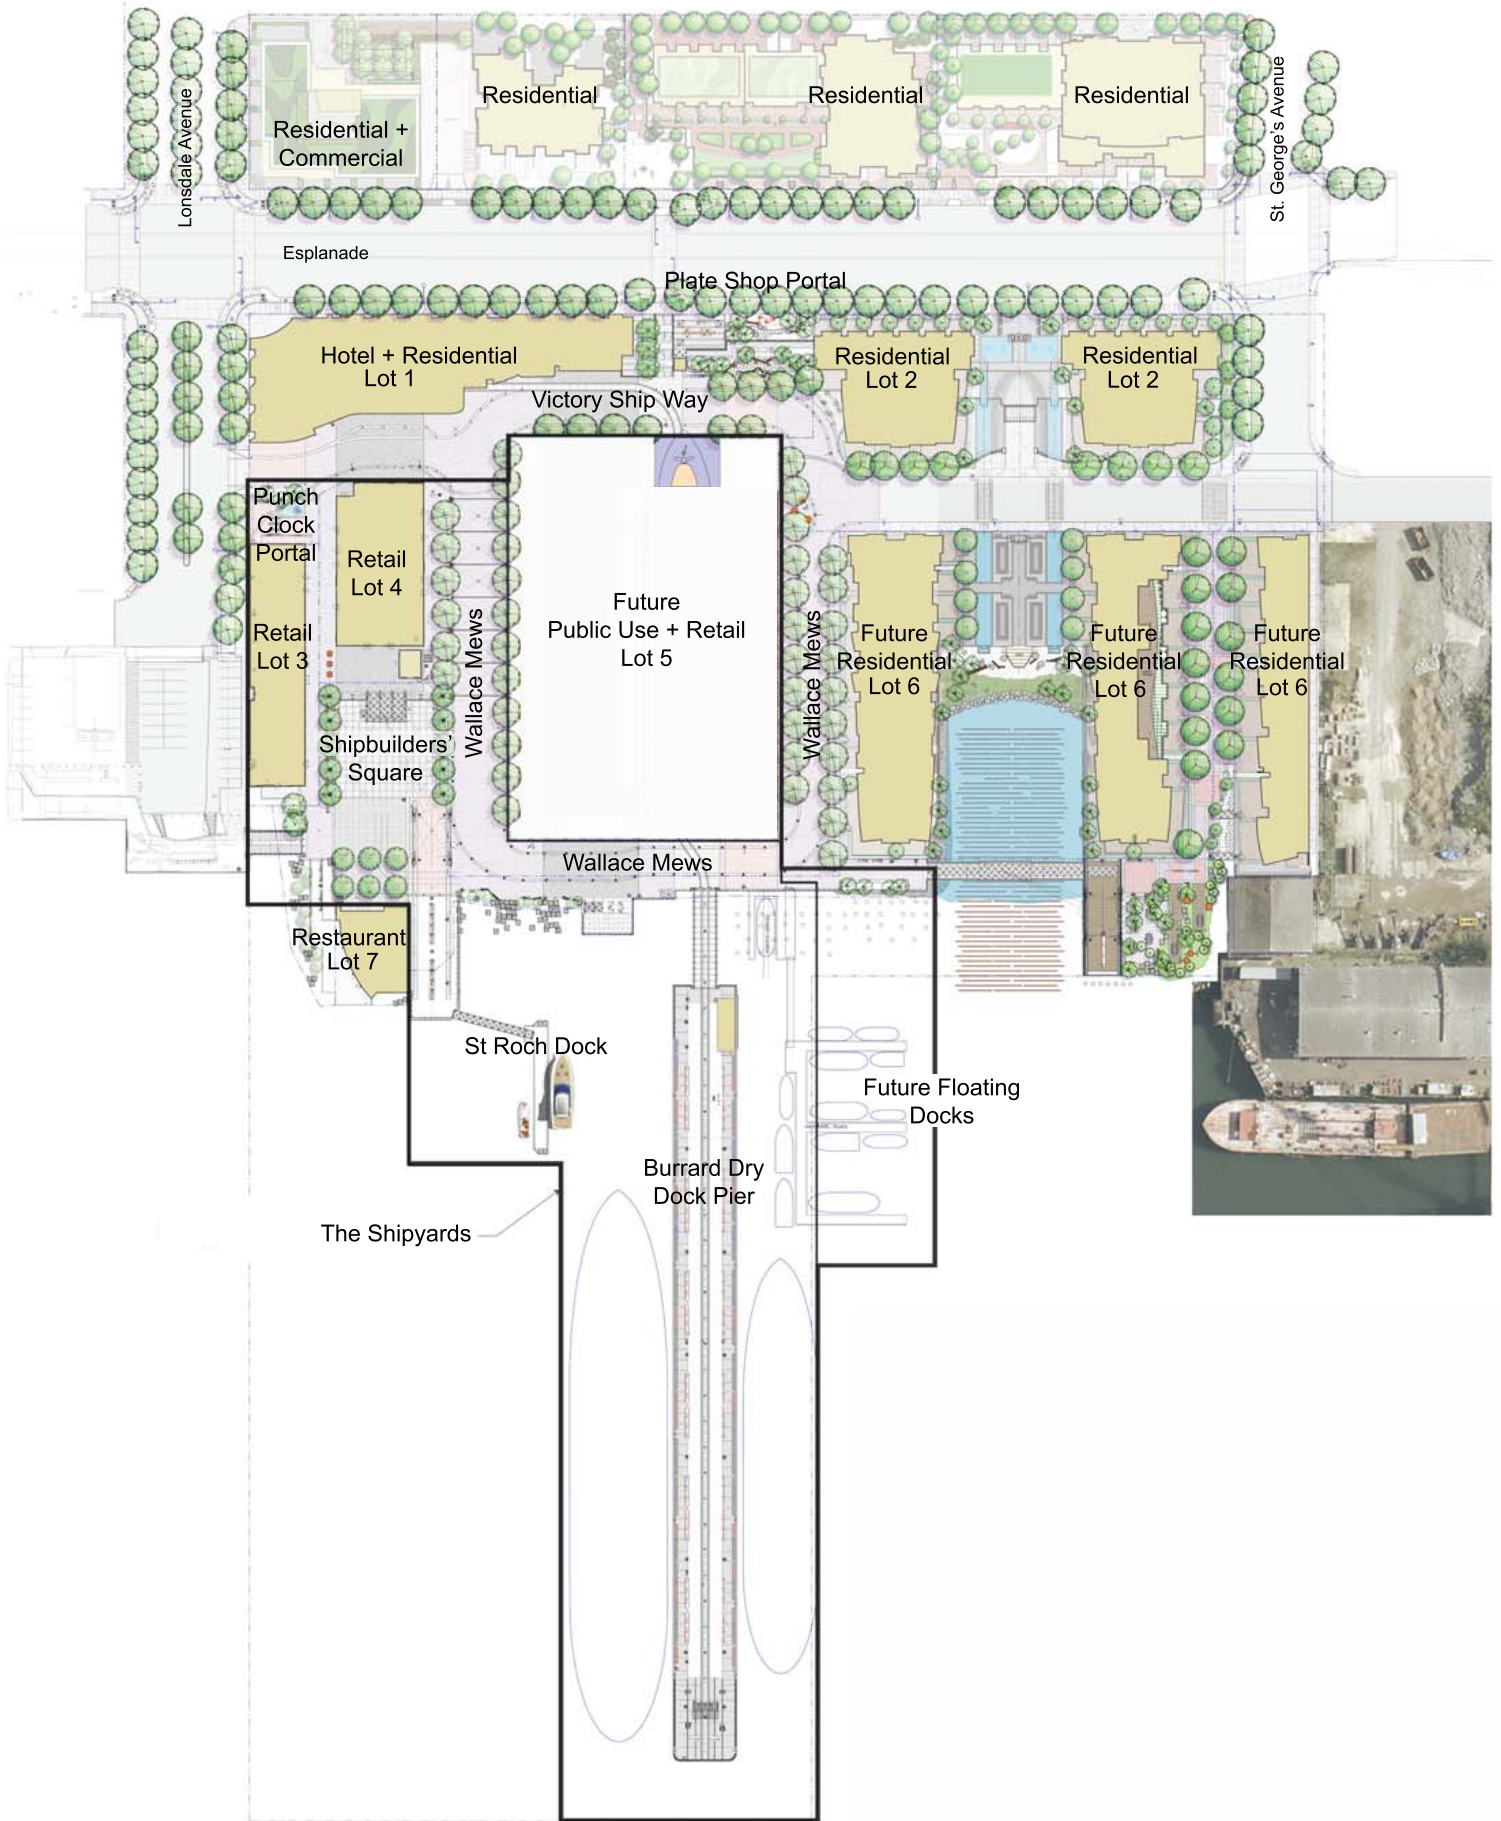 Residential
Residential
Residential
Residential +
Commercial
Lonsdale Avenue
St. George's Avenue
Esplanade
Plate Shop Portal
Hotel + Residential
Lot 1
Residential
Lot 2
Residential
Lot 2
Victory Ship Way
Punch
Clock
Portal
Retail
Lot 4
Retail
Lot 3
Wallace Mews
Future
Public Use + Retail
Lot 5
Wallace Mews
Future
Residential
Lot 6
Future
Residential
Lot 6
Future
Residential
Lot 6
Shipbuilders'
Square
Wallace Mews
Restaurant
Lot 7
St Roch Dock
Future Floating
Docks
Burrard Dry
Dock Pier
The Shipyards